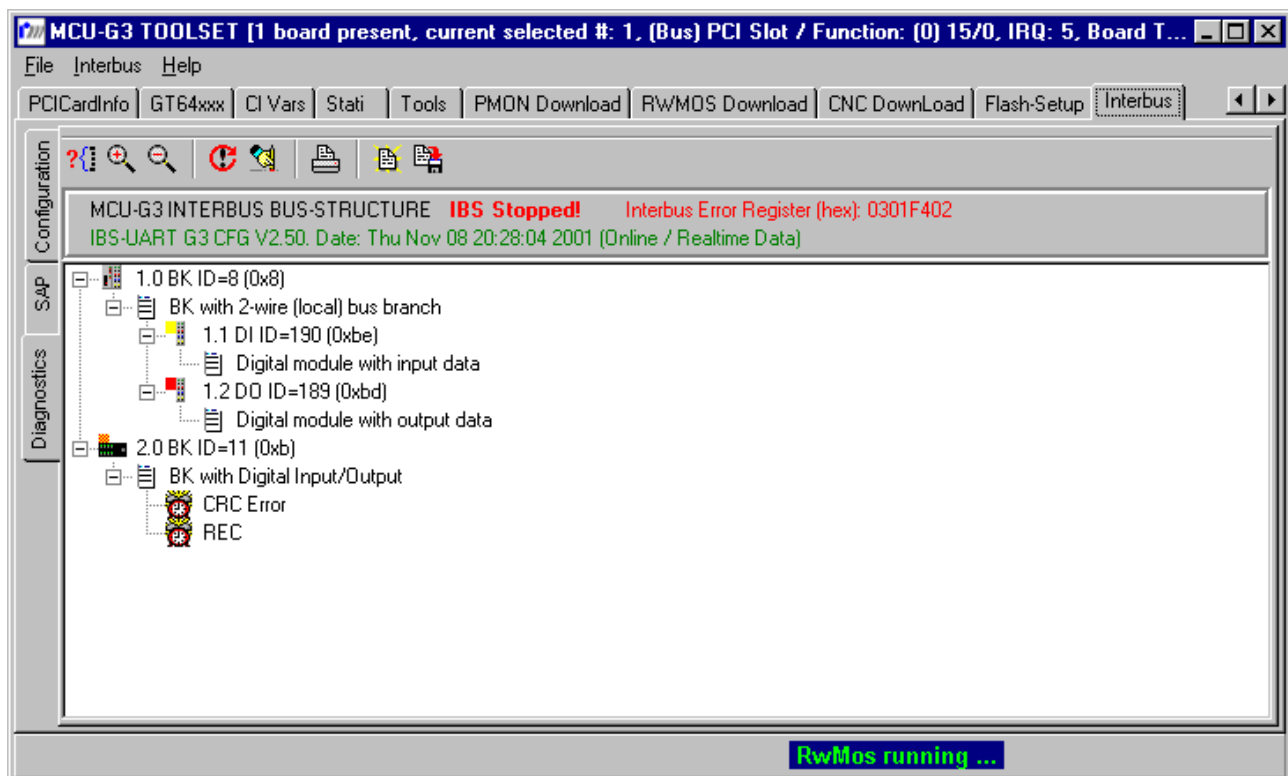 MCU-G3 TOOLSET [1 board present, current selected #: 1, (Bus) PCI Slot / Function: (0) 15/0, IRQ: 5, Board T...
File Interbus Help
PCICardInfo GT64xxx CI Vars Stati Tools PMON Download RWMOS Download CNC DownLoad Flash-Setup Interbus
Configuration
SAP
Diagnostics
MCU-G3 INTERBUS BUS-STRUCTURE IBS Stopped! Interbus Error Register (hex): 0301F402
IBS-UART G3 CFG V2.50. Date: Thu Nov 08 20:28:04 2001 (Online / Realtime Data)
1.0 BK ID=8 (0x8)
BK with 2-wire (local) bus branch
1.1 DI ID=190 (0xbe)
Digital module with input data
1.2 DO ID=189 (0xbd)
Digital module with output data
2.0 BK ID=11 (0xb)
BK with Digital Input/Output
CRC Error
REC
RwMos running ...